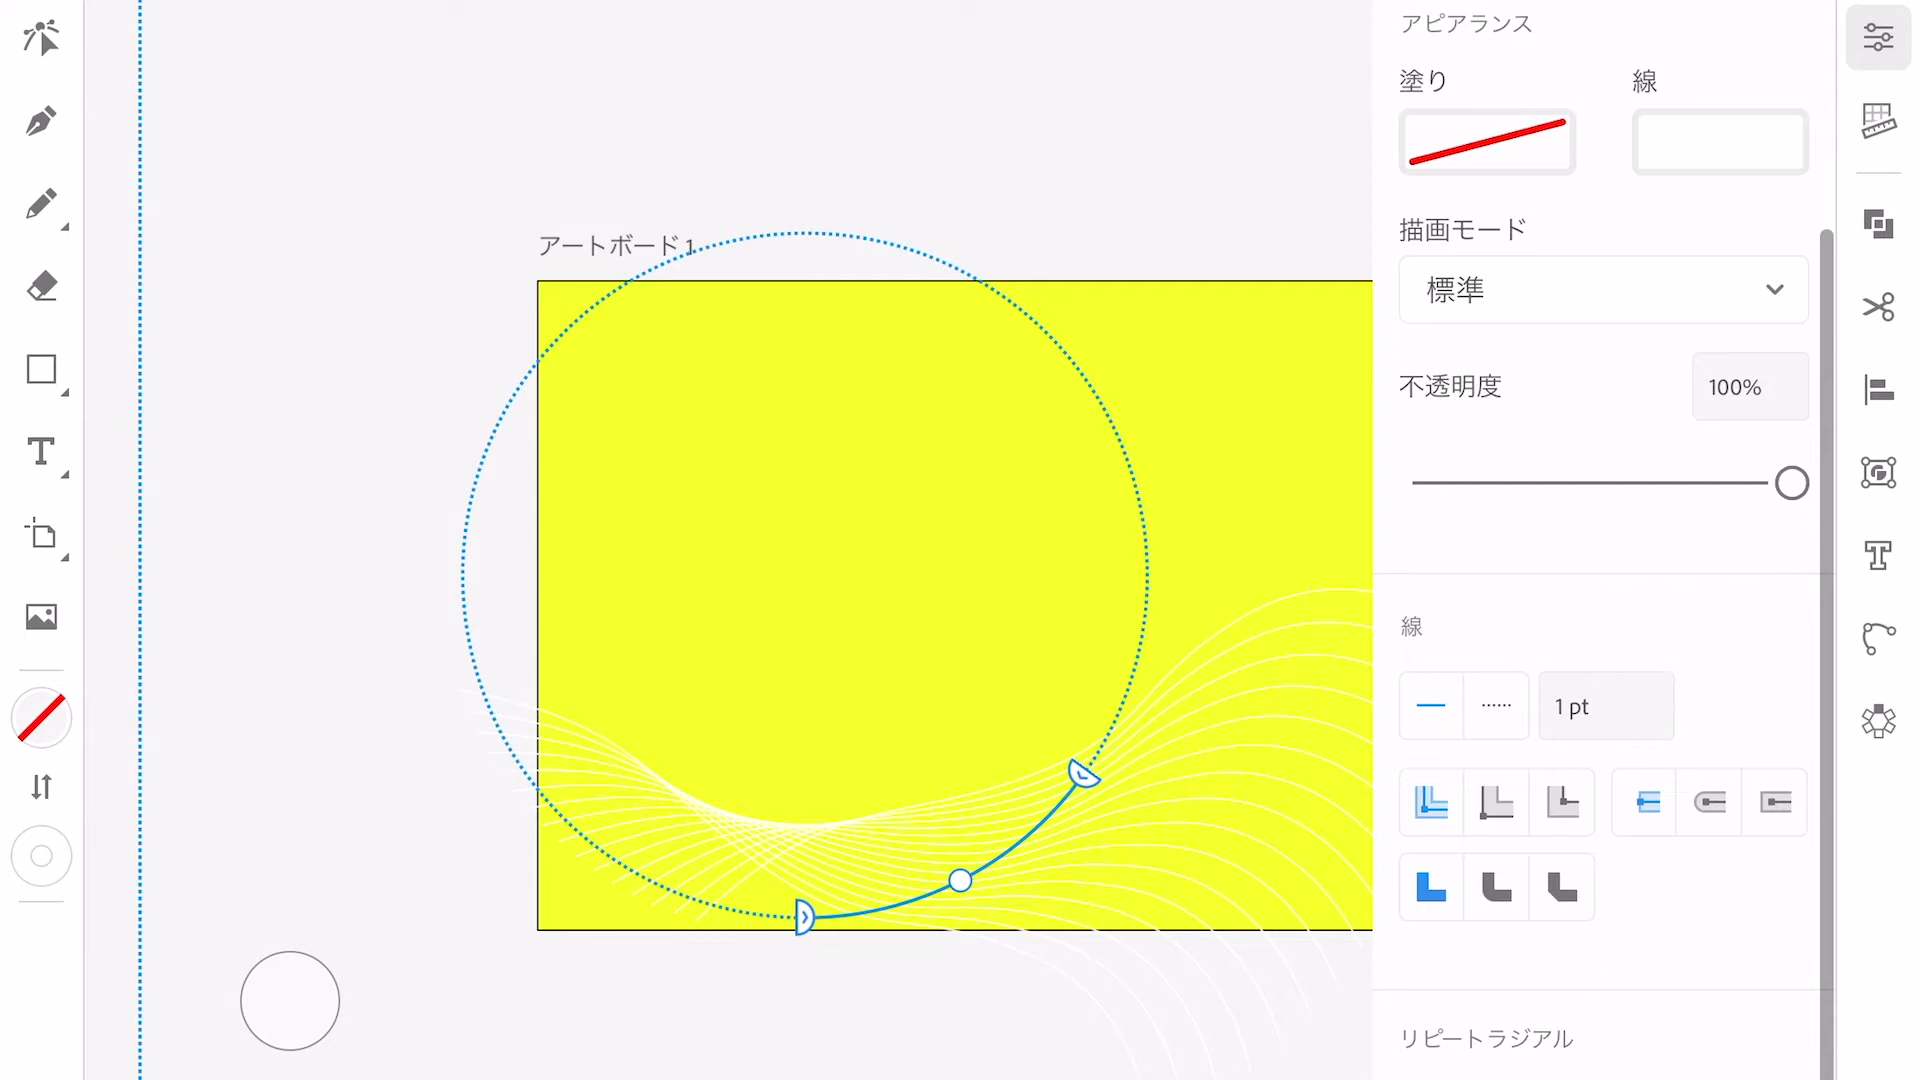 アピアランス
塗り
線
描画モード
標準
不透明度
100%
アートボード 1
線
1 pt
リピートラジアル